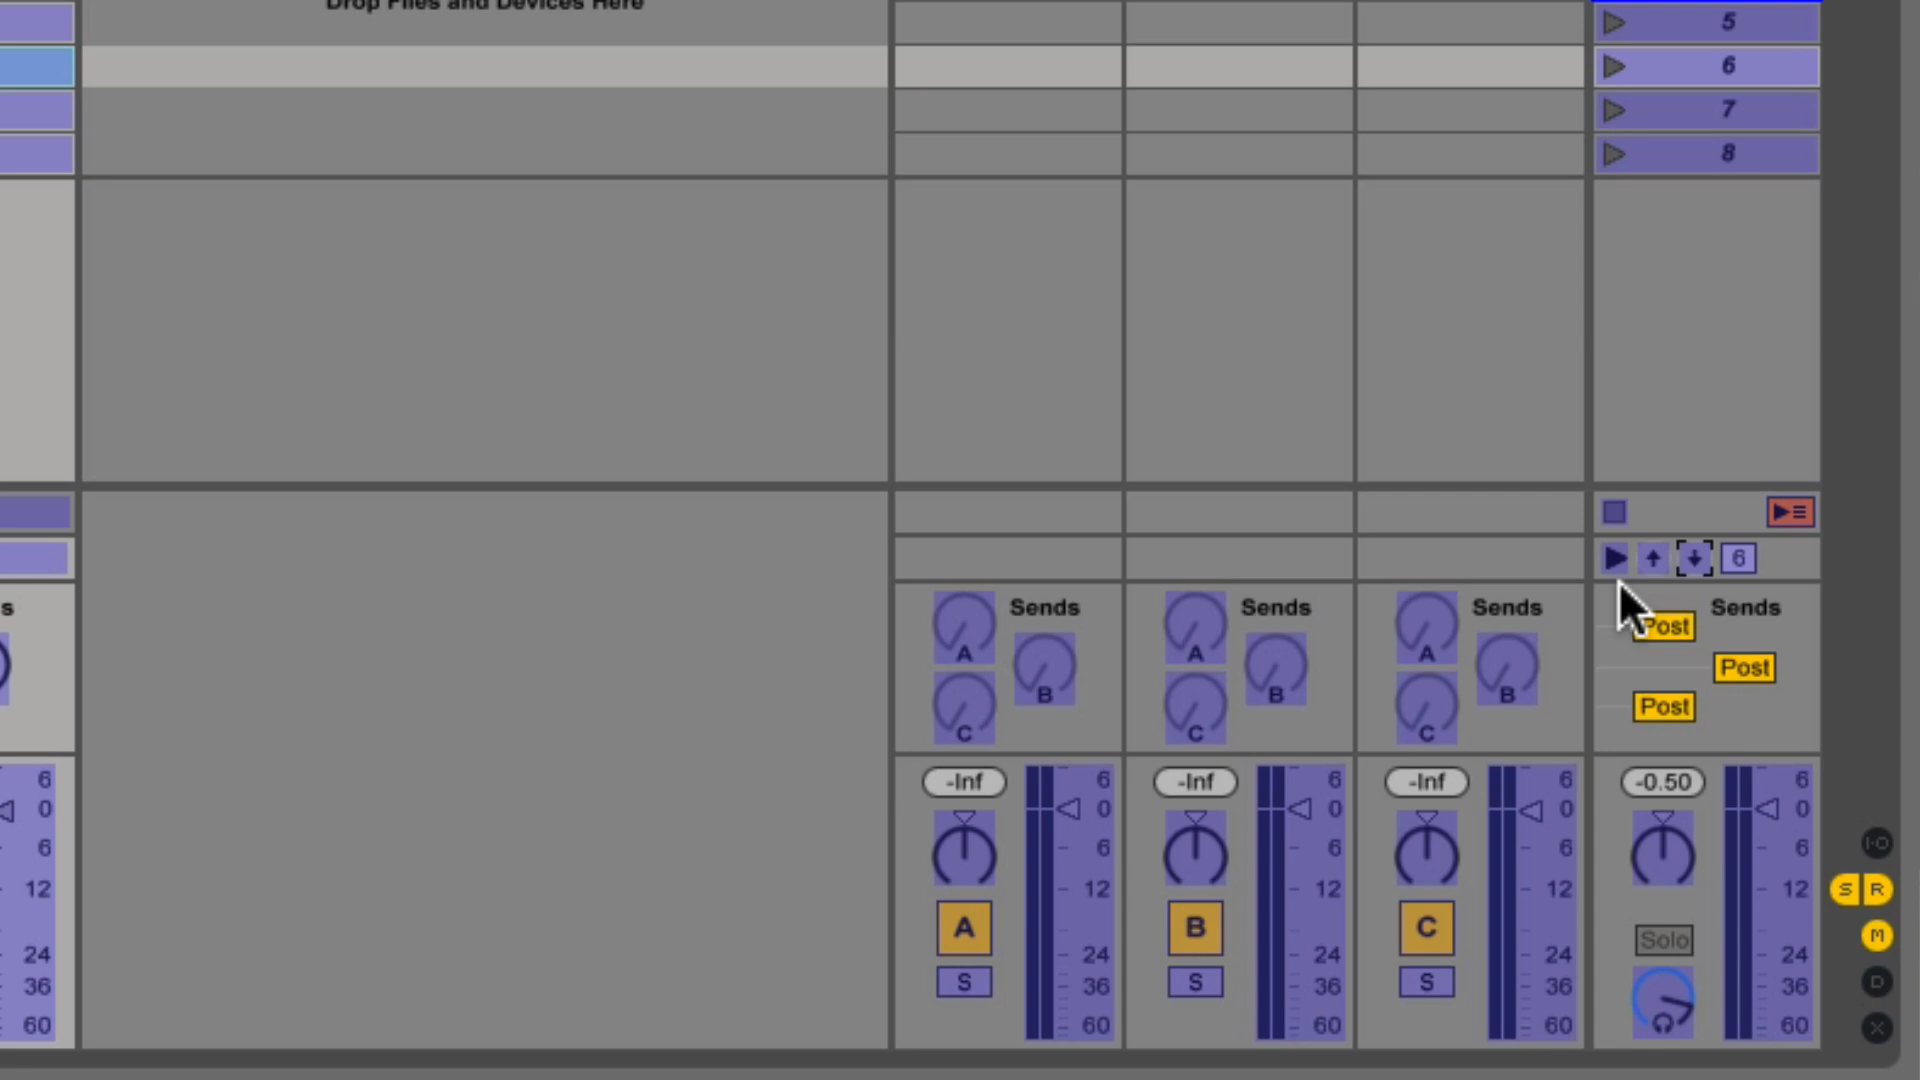 Drop Files and Devices Here
5
6
7
8
6
s
Sends
A
B
C
Sends
A
B
C
Sends
A
B
C
Sends
Post
Post
Post
6
0
6
12
24
36
60
-Inf
6
0
6
12
24
36
60
A
S
-Inf
6
0
6
12
24
36
60
B
S
-Inf
6
0
6
12
24
36
60
C
S
-0.50
6
0
6
12
24
36
60
Solo
I-O
S R
M
D
X